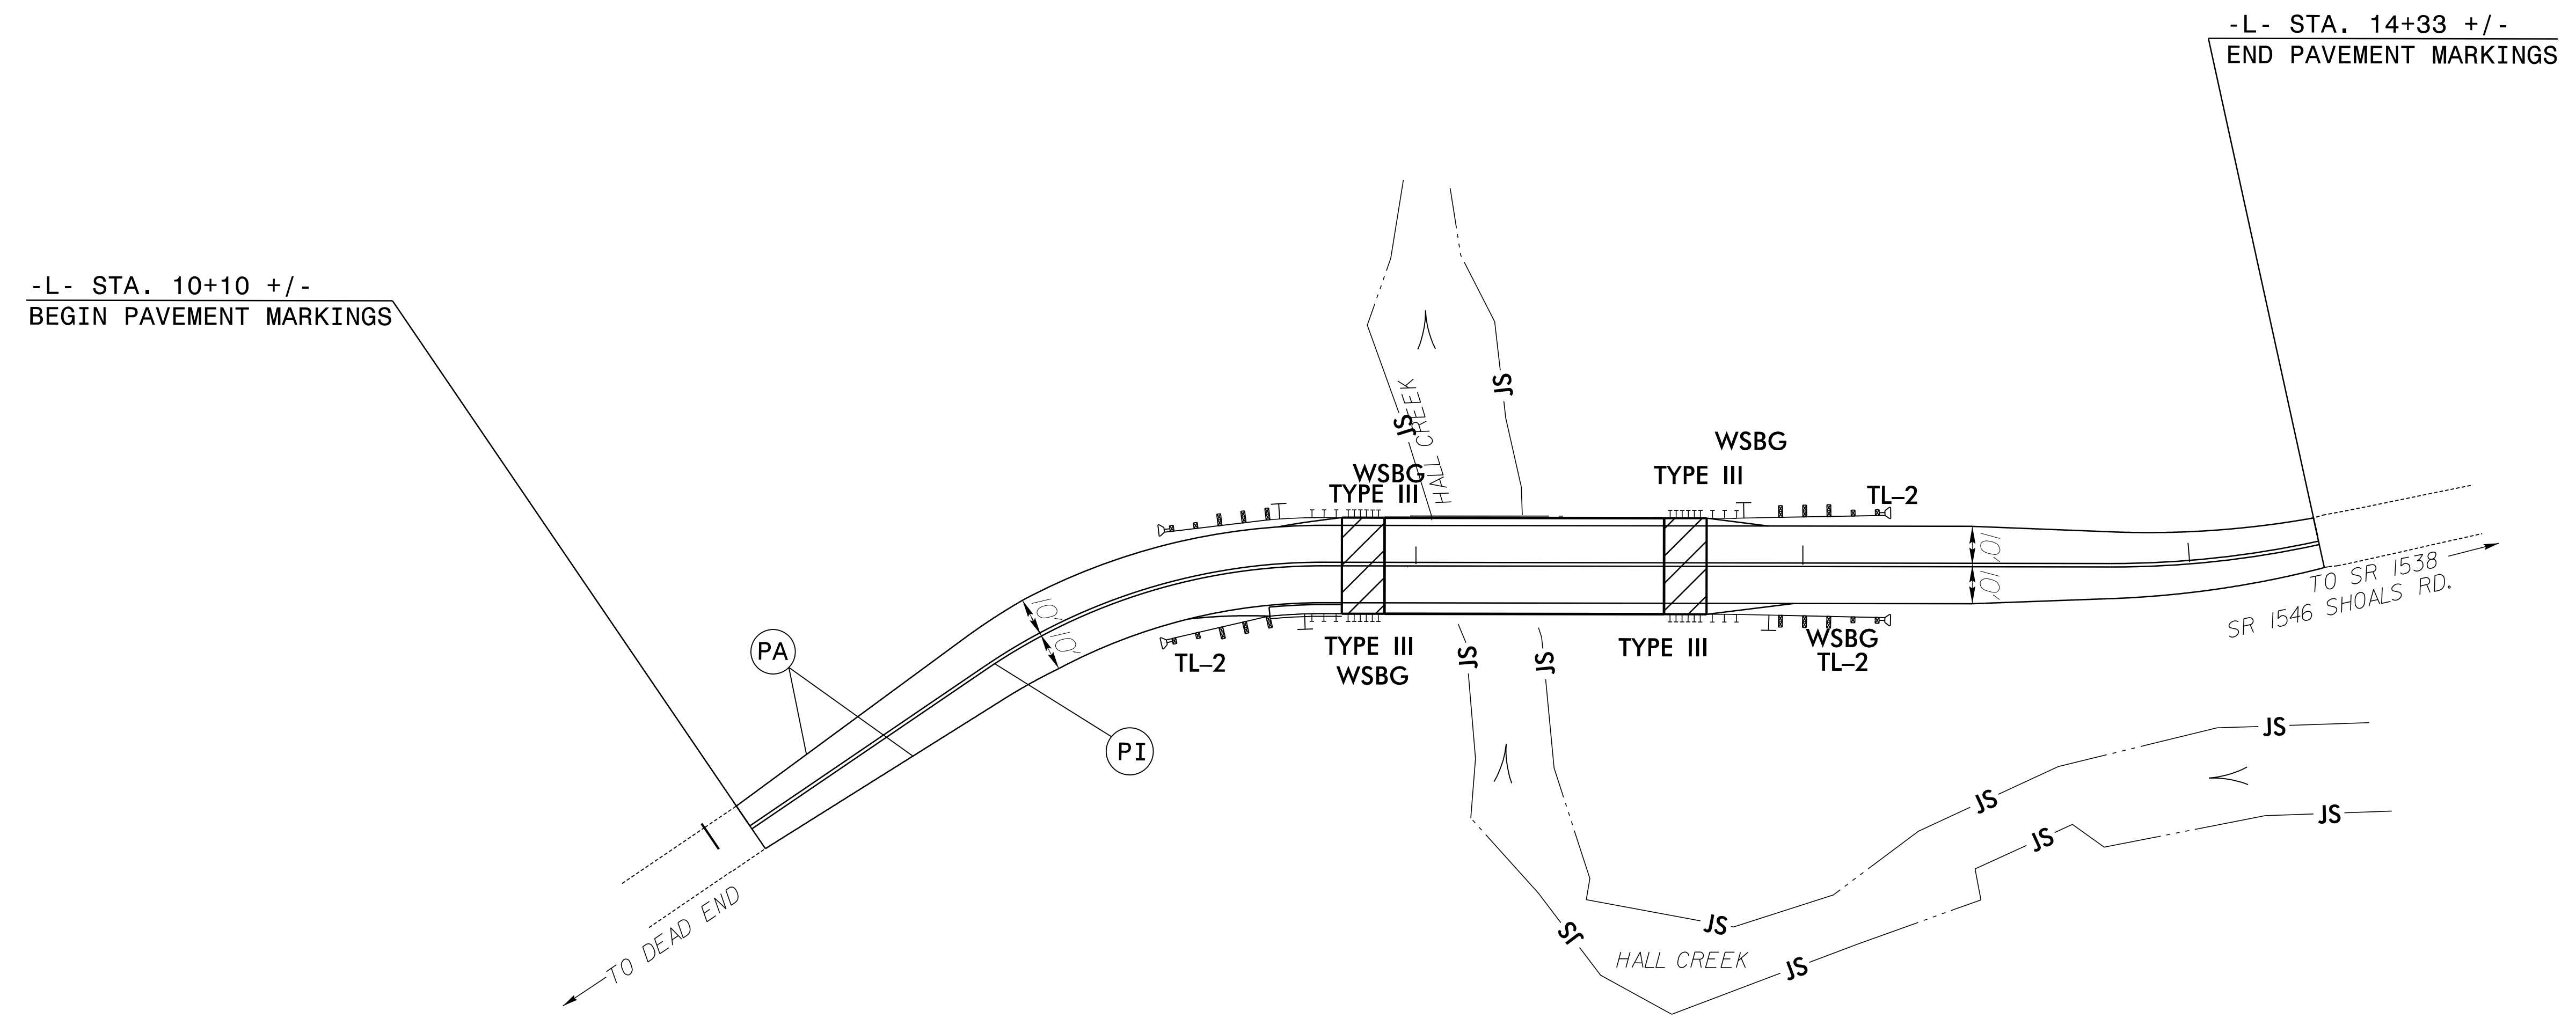 -L- STA. 14+33 +/-
END PAVEMENT MARKINGS
-L- STA. 10+10 +/-
BEGIN PAVEMENT MARKINGS
JS
JS
HALL CREEK
WSBG
TYPE III
WSBG
TYPE III
TL-2
10'
10'
TO SR 1538
SR 1546 SHOALS RD.
10'
10'
PA
PI
TL-2
TYPE III
WSBG
TYPE III
WSBG
TL-2
JS
JS
JS
JS
JS
JS
JS
JS
HALL CREEK
JS
TO DEAD END